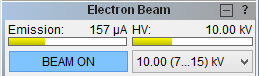 Electron Beam − ?
Emission: 157 µA HV: 10.00 kV
BEAM ON 10.00 (7...15) kV